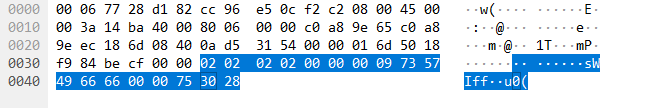 0000 00 06 77 28 d1 82 cc 96 e5 0c f2 c2 08 00 45 00 ··w(···· ······E·
0010 00 3a 14 ba 40 00 80 06 00 00 c0 a8 9e 65 c0 a8 ·:··@··· ·····e··
0020 9e ec 18 6d 08 40 0a d5 31 54 00 00 01 6d 50 18 ···m·@·· 1T···mP·
0030 f9 84 be cf 00 00 02 02 02 02 00 00 00 09 73 57 ········ ······sW
0040 49 66 66 00 00 75 30 28 Iff··u0(